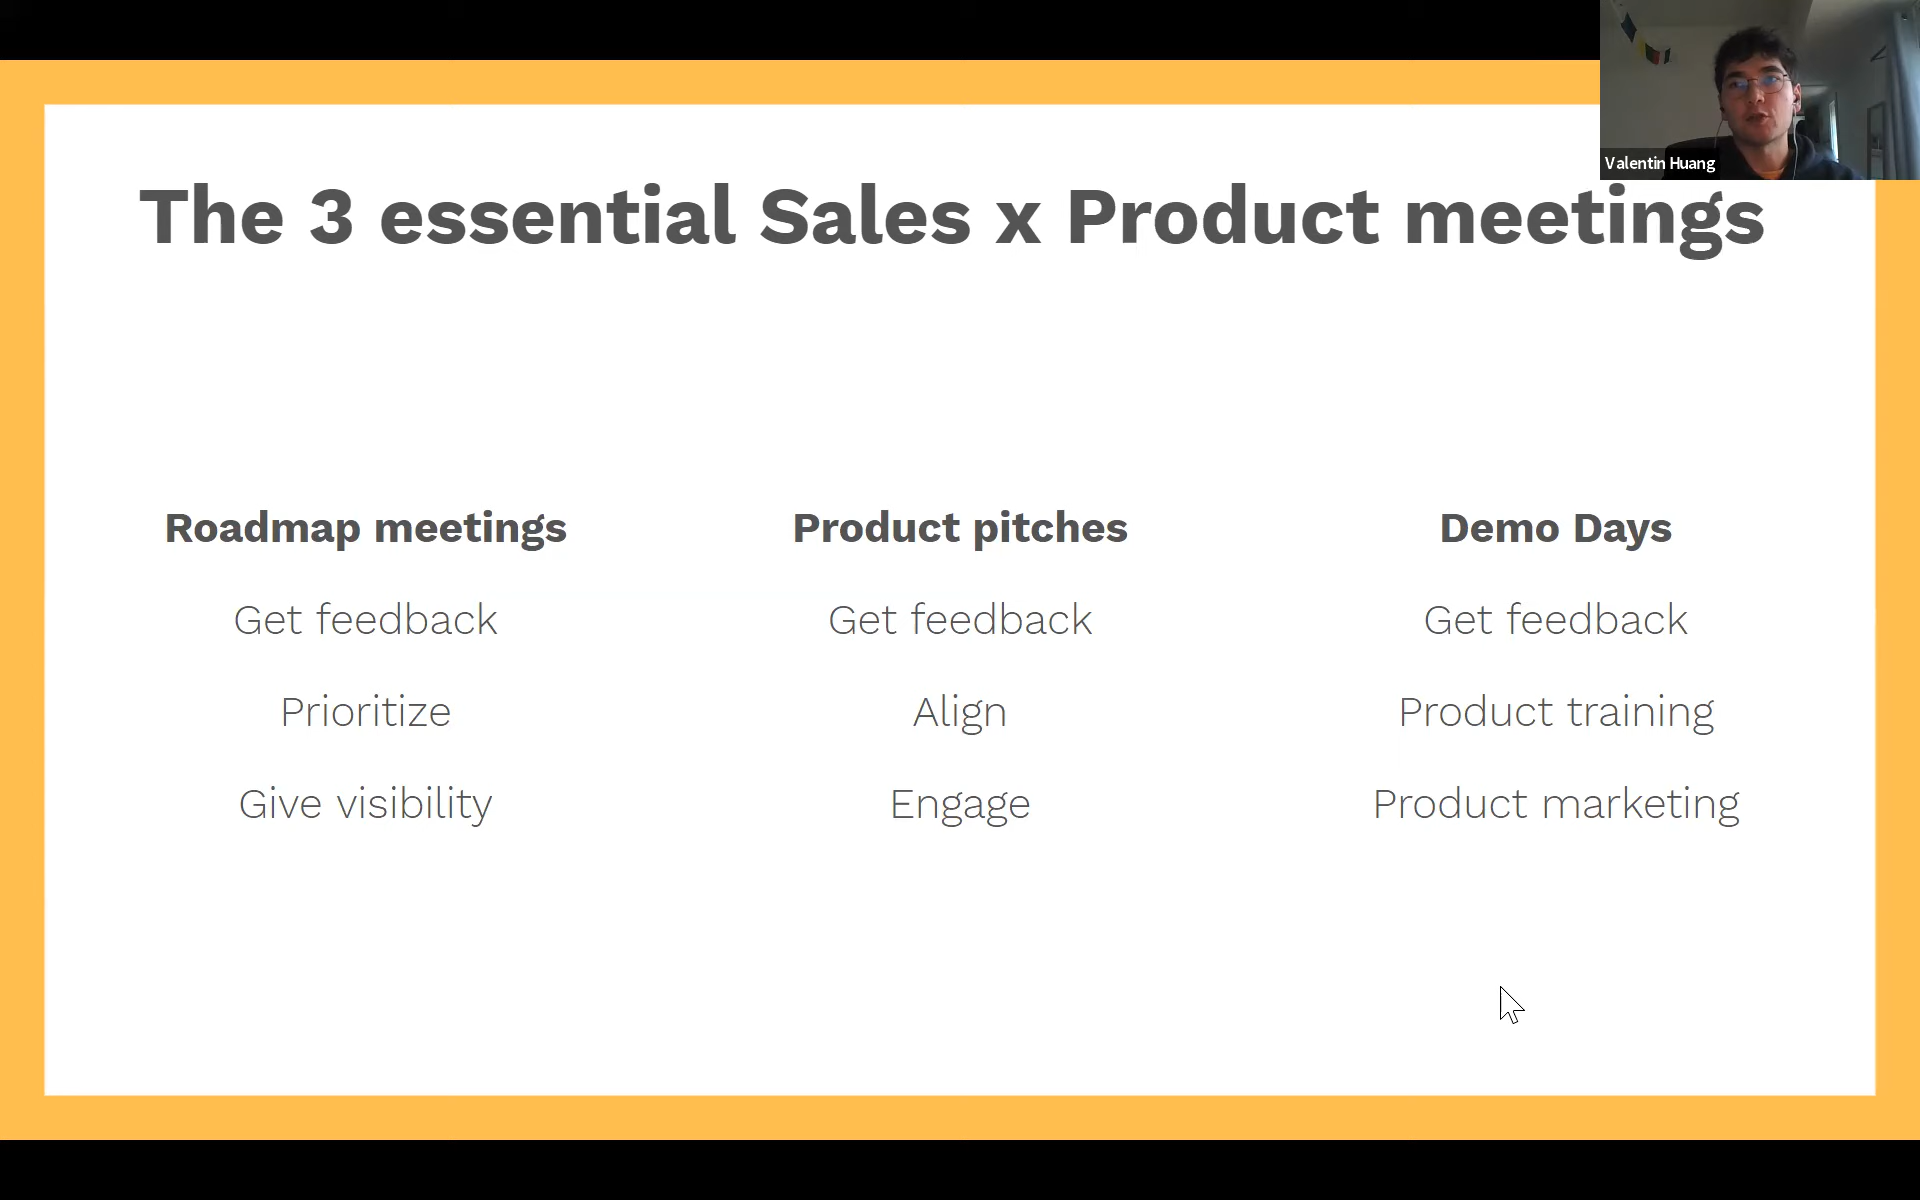 Valentin Huang
The 3 essential Sales x Product meetings
Roadmap meetings
Get feedback
Prioritize
Give visibility
Product pitches
Get feedback
Align
Engage
Demo Days
Get feedback
Product training
Product marketing